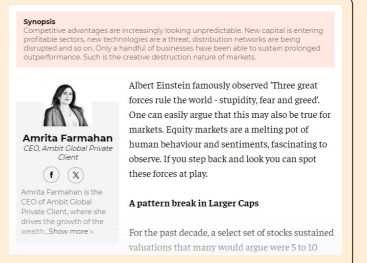 Synopsis
Competitive advantages are increasingly looking unpredictable. New capital is entering
profitable sectors, new technologies are a threat, distribution networks are being
disrupted and so on. Only a handful of businesses have been able to sustain prolonged
outperformance. Such is the creative destruction nature of markets.
Amrita Farmahan
CEO, Ambit Global Private
Client
f X
Amrita Farmahan is the
CEO of Ambit Global
Private Client, where she
drives the growth of the
wealth...Show more »
Albert Einstein famously observed 'Three great
forces rule the world - stupidity, fear and greed'.
One can easily argue that this may also be true for
markets. Equity markets are a melting pot of
human behaviour and sentiments, fascinating to
observe. If you step back and look you can spot
these forces at play.
A pattern break in Larger Caps
For the past decade, a select set of stocks sustained
valuations that many would argue were 5 to 10